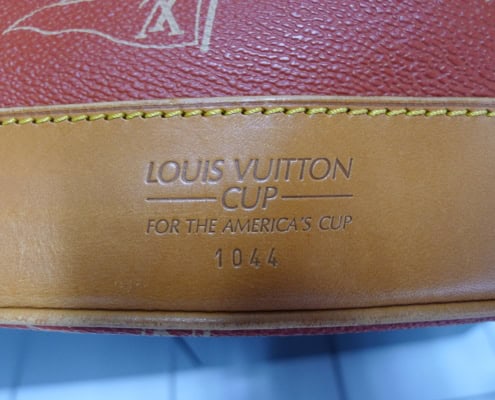 LOUIS VUITTON
CUP
FOR THE AMERICA'S CUP
1044